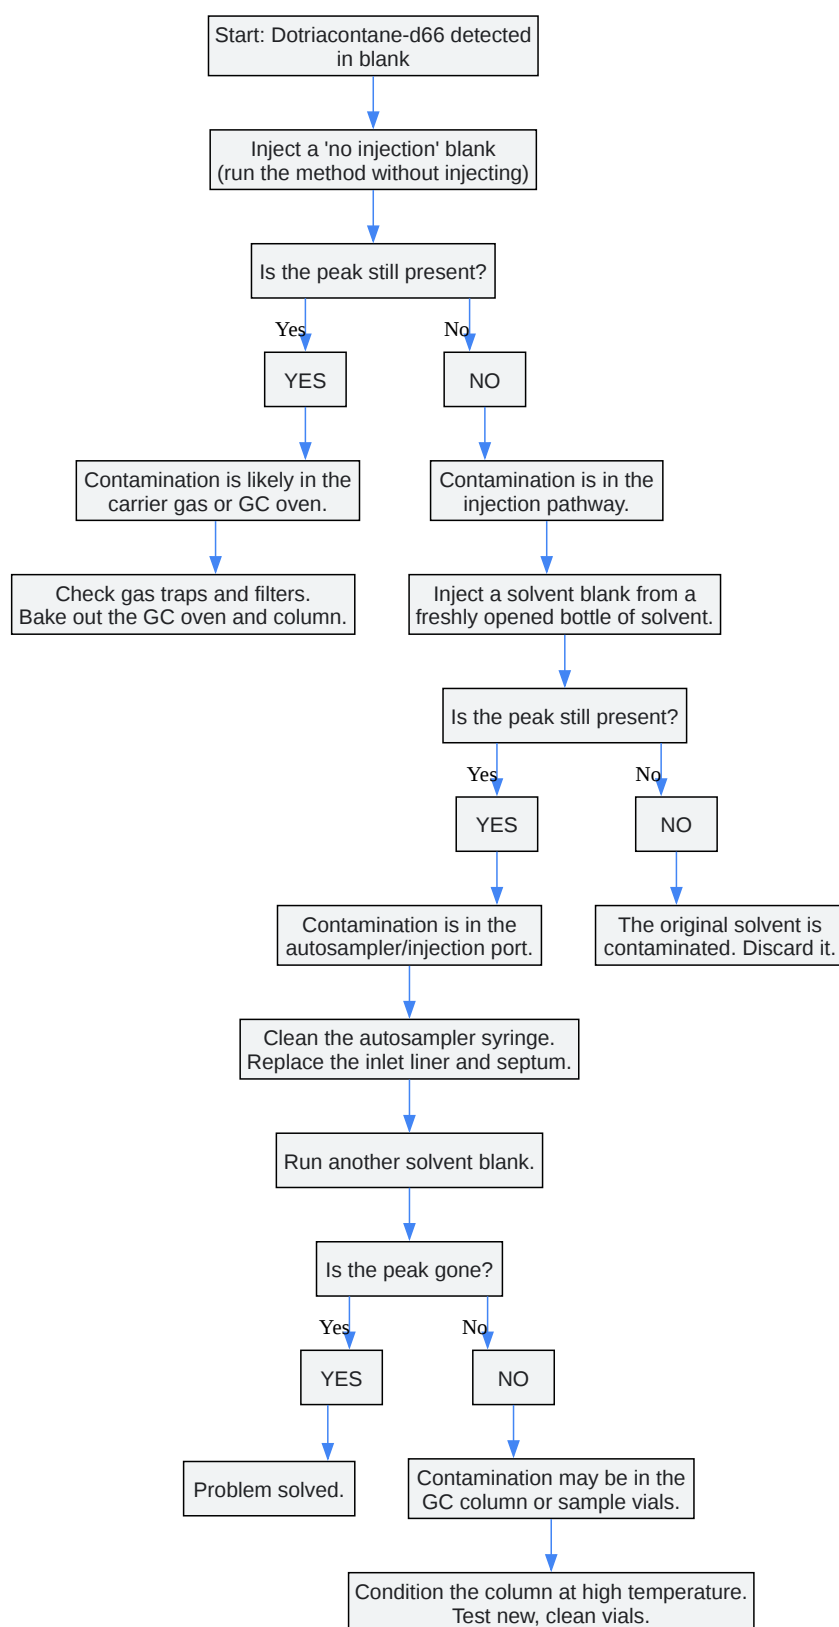 Start: Dotriacontane-d66 detected
in blank
Inject a 'no injection' blank
(run the method without injecting)
Is the peak still present?
Yes
No
YES
NO
Contamination is likely in the
carrier gas or GC oven.
Contamination is in the
injection pathway.
Check gas traps and filters.
Bake out the GC oven and column.
Inject a solvent blank from a
freshly opened bottle of solvent.
Is the peak still present?
Yes
No
YES
NO
Contamination is in the
autosampler/injection port.
The original solvent is
contaminated. Discard it.
Clean the autosampler syringe.
Replace the inlet liner and septum.
Run another solvent blank.
Is the peak gone?
Yes
No
YES
NO
Problem solved.
Contamination may be in the
GC column or sample vials.
Condition the column at high temperature.
Test new, clean vials.